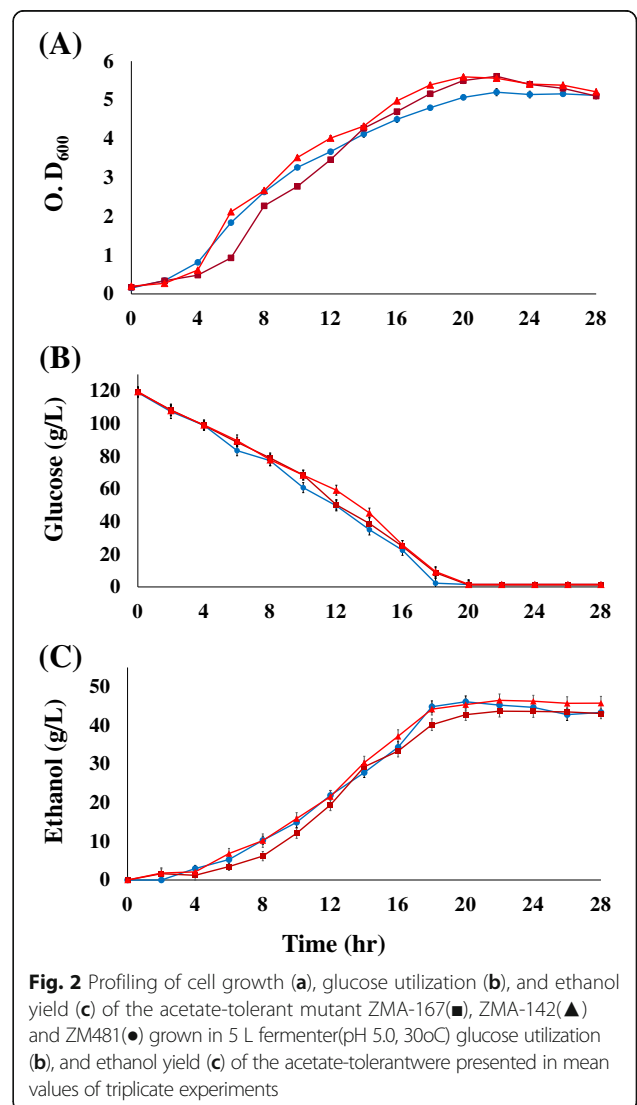 (A)
O. D600
6
5
4
3
2
1
0
0 4 8 12 16 20 24 28
(B)
Glucose (g/L)
120
100
80
60
40
20
0
0 4 8 12 16 20 24 28
(C)
Ethanol (g/L)
50
40
30
20
10
0
0 4 8 12 16 20 24 28
Time (hr)
Fig. 2 Profiling of cell growth (a), glucose utilization (b), and ethanol
yield (c) of the acetate-tolerant mutant ZMA-167(■), ZMA-142(▲)
and ZM481(●) grown in 5 L fermenter(pH 5.0, 30oC) glucose utilization
(b), and ethanol yield (c) of the acetate-tolerantwere presented in mean
values of triplicate experiments